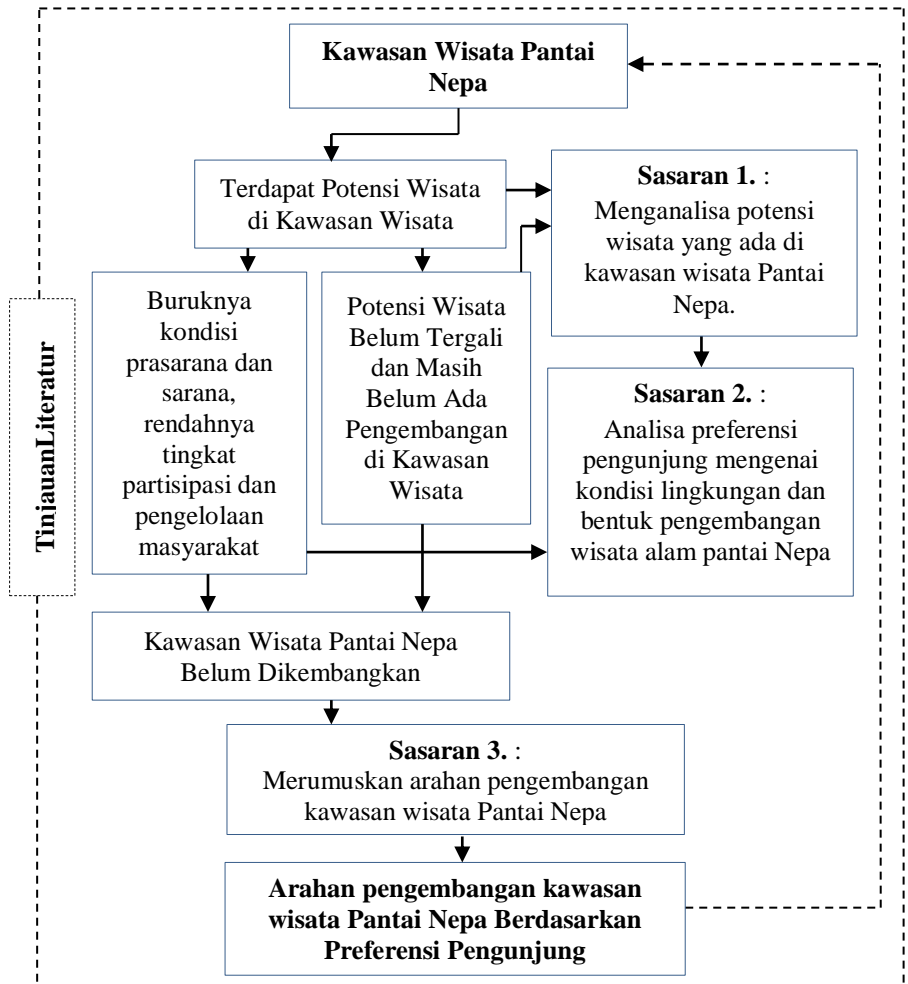 Kawasan Wisata Pantai
Nepa
Terdapat Potensi Wisata
di Kawasan Wisata
Sasaran 1. :
Menganalisa potensi
wisata yang ada di
kawasan wisata Pantai
Nepa.
Buruknya
kondisi
prasarana dan
sarana,
rendahnya
tingkat
partisipasi dan
pengelolaan
masyarakat
Potensi Wisata
Belum Tergali
dan Masih
Belum Ada
Pengembangan
di Kawasan
Wisata
Sasaran 2. :
Analisa preferensi
pengunjung mengenai
kondisi lingkungan dan
bentuk pengembangan
wisata alam pantai Nepa
TinjauanLiteratur
Kawasan Wisata Pantai Nepa
Belum Dikembangkan
Sasaran 3. :
Merumuskan arahan pengembangan
kawasan wisata Pantai Nepa
Arahan pengembangan kawasan
wisata Pantai Nepa Berdasarkan
Preferensi Pengunjung